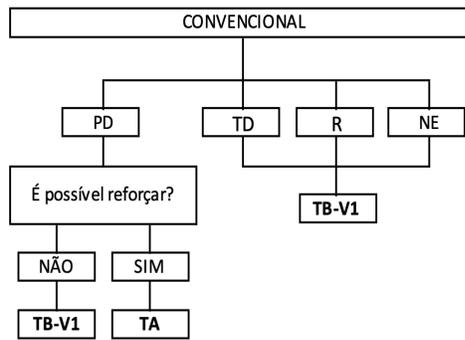 CONVENCIONAL
PD
TD
R
NE
É possível reforçar?
TB-V1
NÃO
SIM
TB-V1
TA